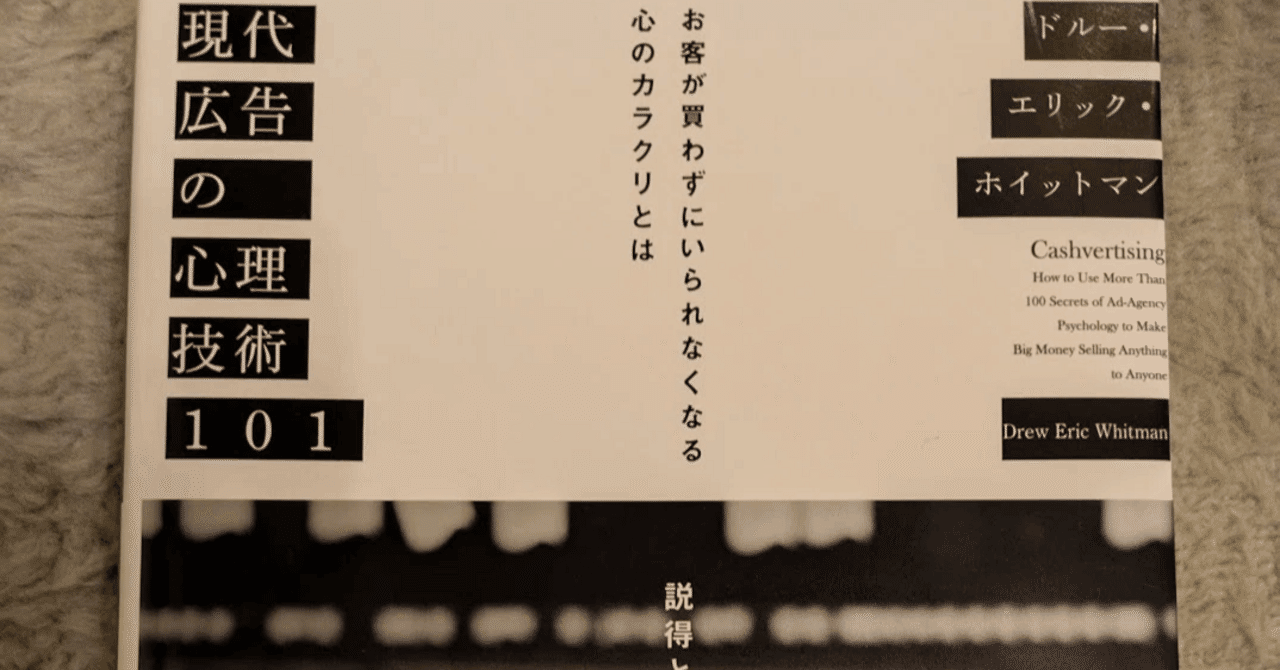 現代
広告
の
心理
技術
101
お客が買わずにいられなくなる
心のカラクリとは
ドルー・
エリック・
ホイットマン
Cashvertising
How to Use More Than
100 Secrets of Ad-Agency
Psychology to Make
Big Money Selling Anything
to Anyone
Drew Eric Whitman
説得と